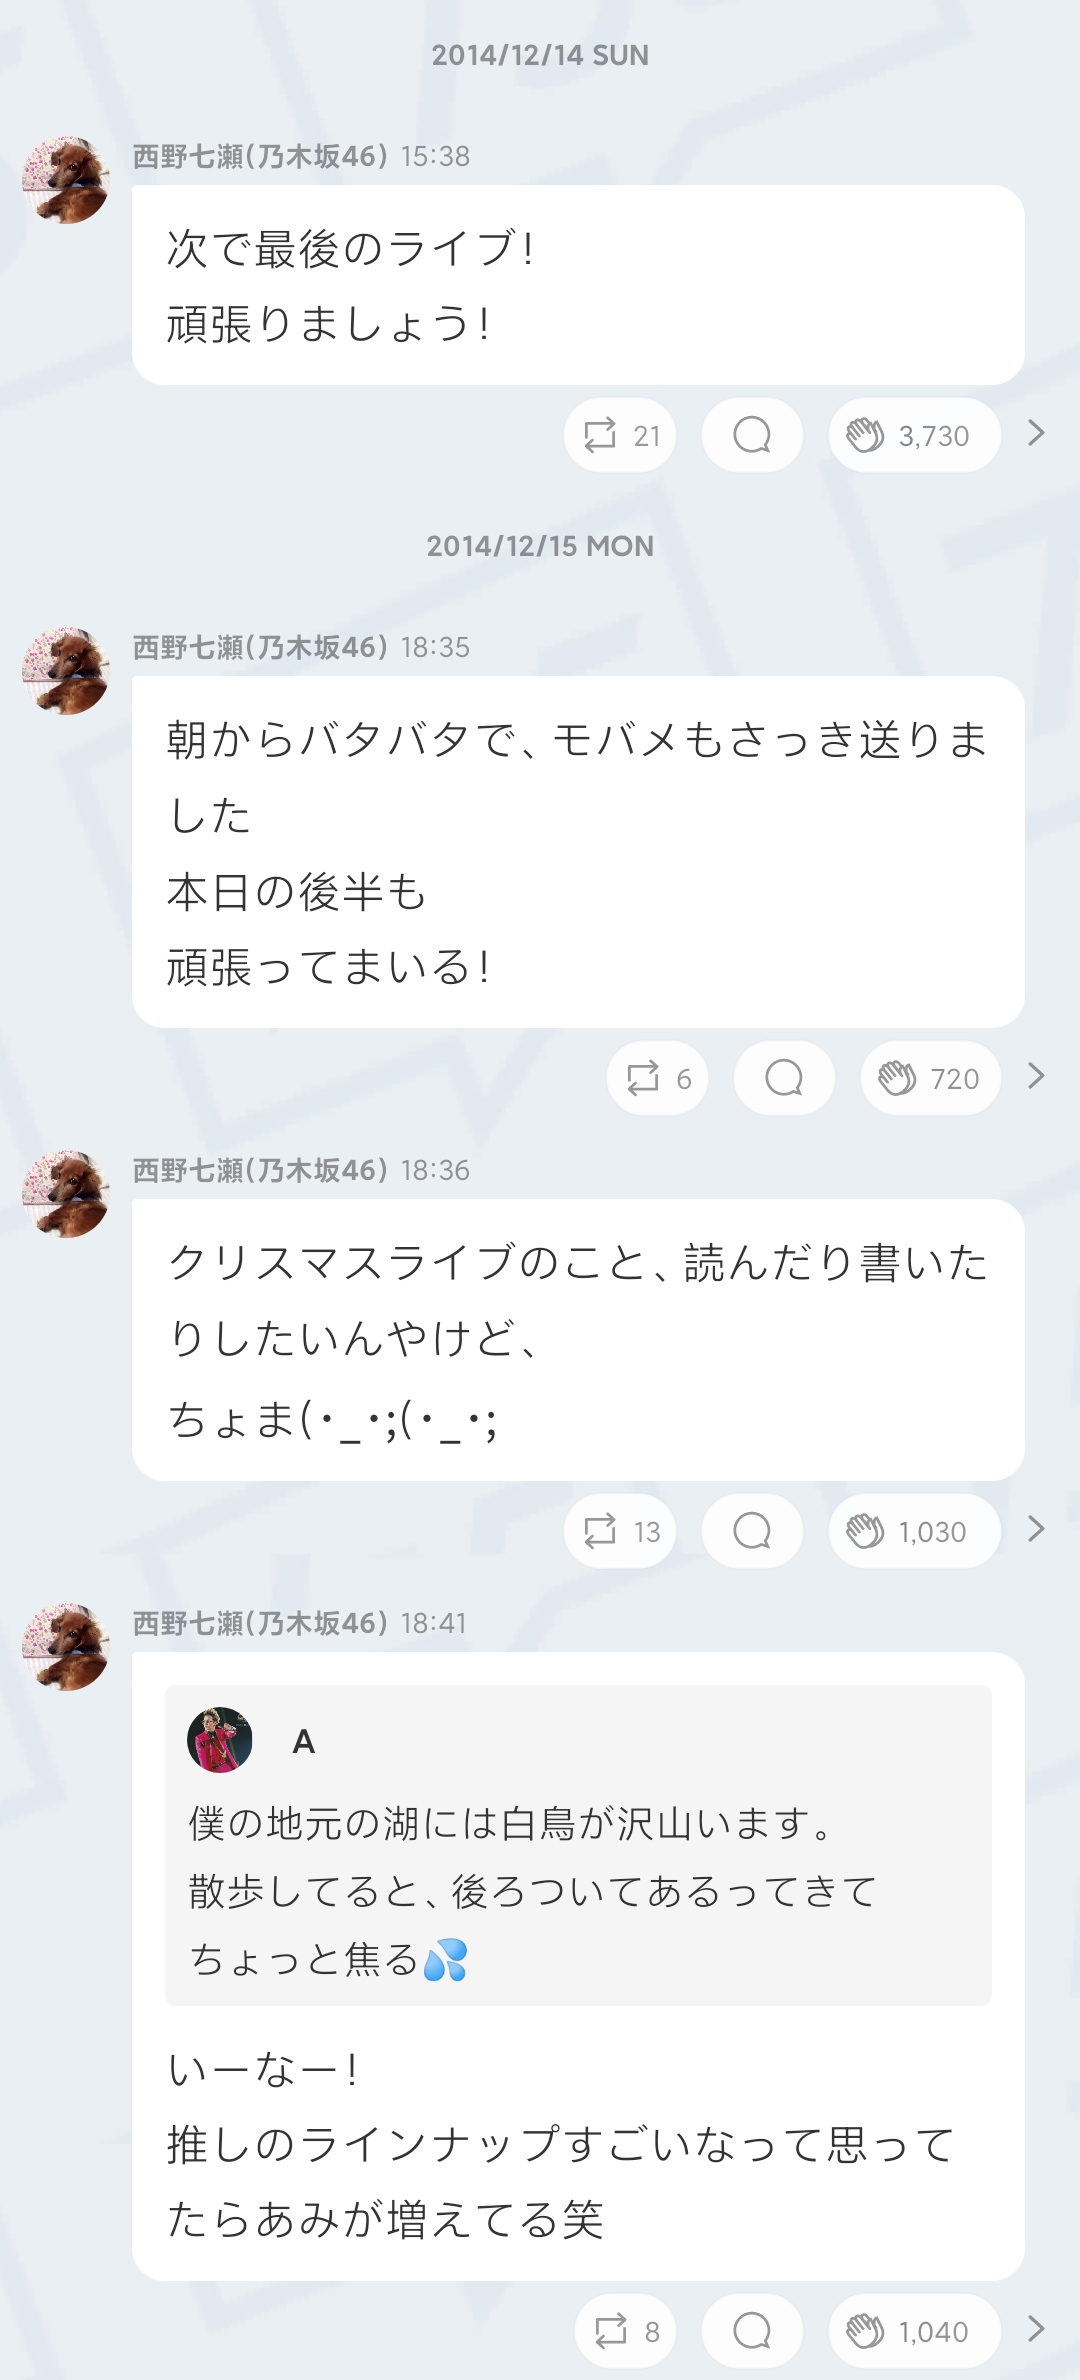 2014/12/14 SUN
西野七瀬(乃木坂46) 15:38
次で最後のライブ!
頑張りましょう!
21
3,730
2014/12/15 MON
西野七瀬(乃木坂46) 18:35
朝からバタバタで、モバメもさっき送りま
した
本日の後半も
頑張ってまいる!
6
720
西野七瀬(乃木坂46) 18:36
クリスマスライブのこと、読んだり書いた
りしたいんやけど、
ちょま(・_・;(・_・;
13
1,030
西野七瀬(乃木坂46) 18:41
A
僕の地元の湖には白鳥が沢山います。
散歩してると、後ろついてあるってきて
ちょっと焦る💦
いーなー!
推しのラインナップすごいなって思って
たらあみが増えてる笑
8
1,040